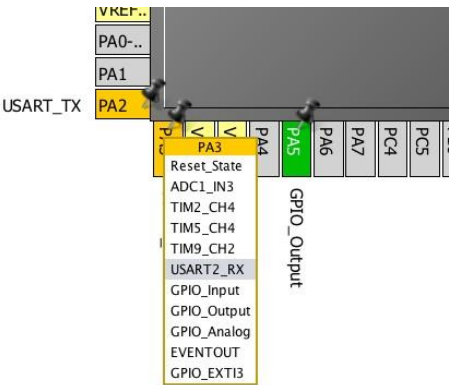 VREF..
PA0-..
PA1
USART_TX PA2
V
V
PA4
PA5
PA6
PA7
PC4
PC5
GPIO_Output
PA3
Reset_State
ADC1_IN3
TIM2_CH4
TIM5_CH4
TIM9_CH2
USART2_RX
GPIO_Input
GPIO_Output
GPIO_Analog
EVENTOUT
GPIO_EXTI3